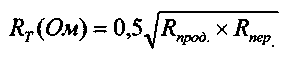 R_T(Ом) = 0,5√(R_прод. × R_пер.)